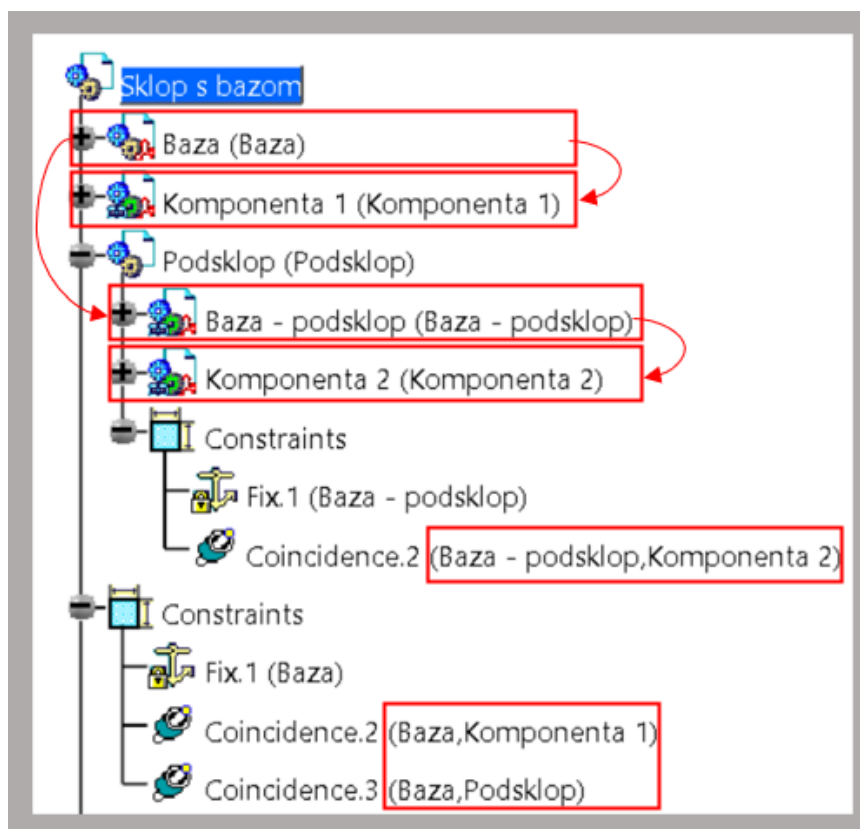 Sklop s bazom
Baza (Baza)
Komponenta 1 (Komponenta 1)
Podsklop (Podsklop)
Baza - podsklop (Baza - podsklop)
Komponenta 2 (Komponenta 2)
Constraints
Fix.1 (Baza - podsklop)
Coincidence.2 (Baza - podsklop,Komponenta 2)
Constraints
Fix.1 (Baza)
Coincidence.2 (Baza,Komponenta 1)
Coincidence.3 (Baza,Podsklop)